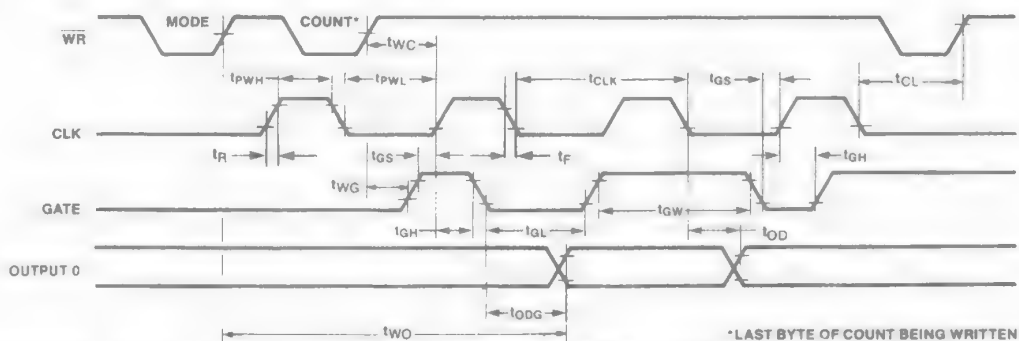 WR MODE COUNT*
tWC
tPWH tPWL tCLK tGS tCL
CLK
tR tGS tF tGH
tWG
GATE
tGH tGL tGW tOD
OUTPUT 0
tODG
tWO
*LAST BYTE OF COUNT BEING WRITTEN